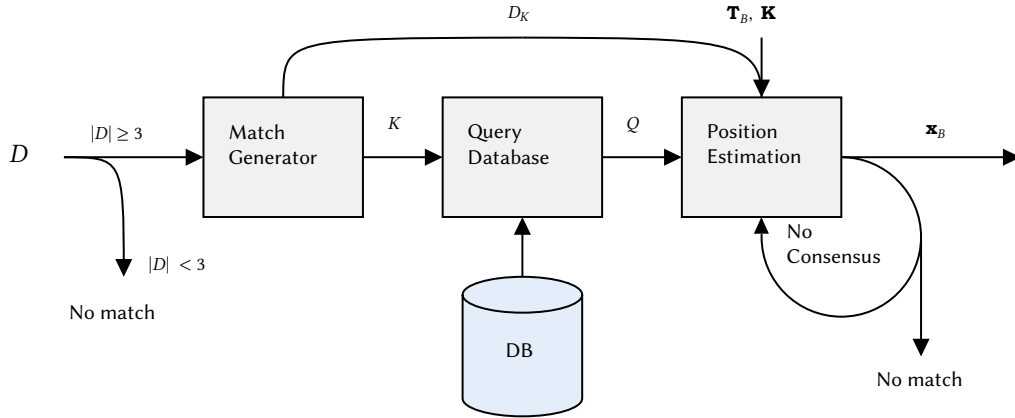 D_K
𝐓_B, 𝐊
D
|D| ≥ 3
Match
Generator
K
Query
Database
Q
Position
Estimation
𝐱_B
No
Consensus
|D| < 3
No match
DB
No match